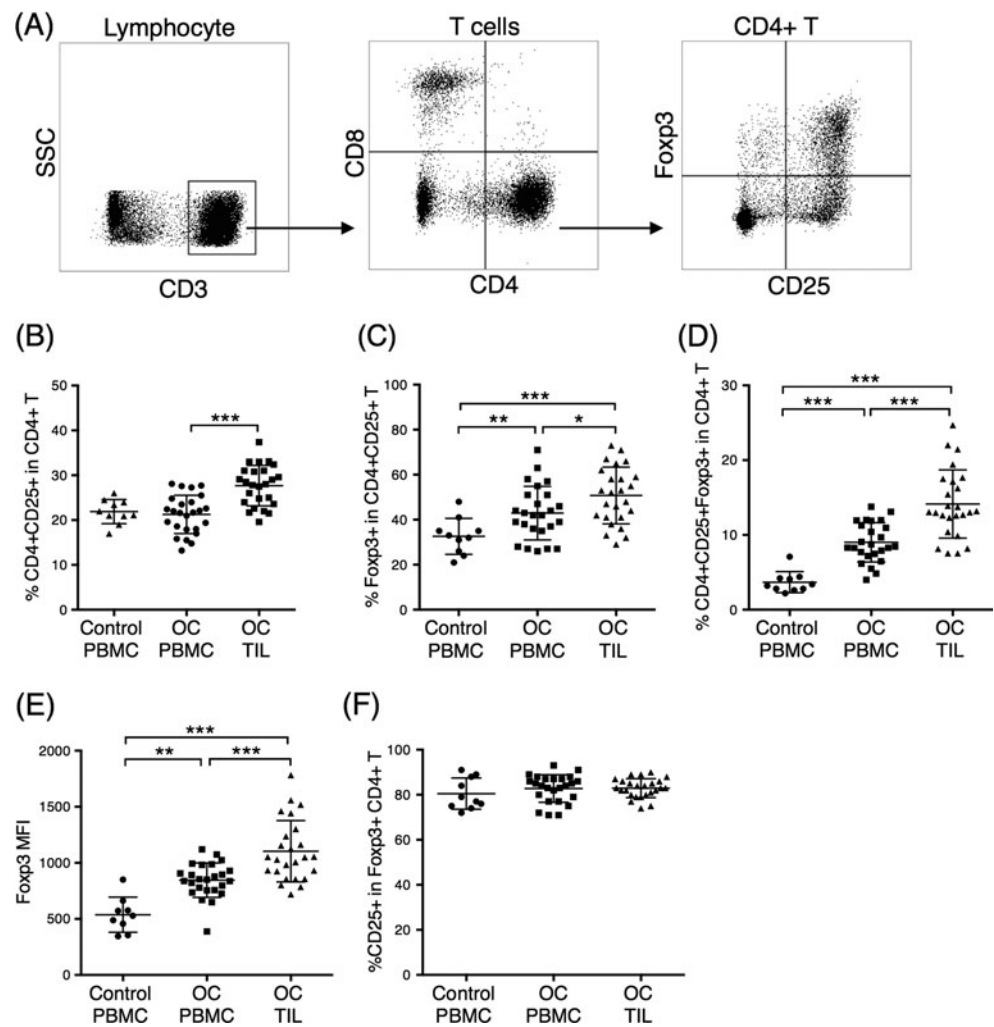 (A)
Lymphocyte
T cells
CD4+ T
SSC
CD3
CD8
CD4
Foxp3
CD25
(B)
% CD4+CD25+ in CD4+ T
50
40
30
20
10
0
***
Control
PBMC
OC
PBMC
OC
TIL
(C)
% Foxp3+ in CD4+CD25+ T
100
80
60
40
20
0
***
**
*
Control
PBMC
OC
PBMC
OC
TIL
(D)
% CD4+CD25+Foxp3+ in CD4+ T
30
20
10
0
***
***
***
Control
PBMC
OC
PBMC
OC
TIL
(E)
Foxp3 MFI
2000
1500
1000
500
0
***
**
***
Control
PBMC
OC
PBMC
OC
TIL
(F)
%CD25+ in Foxp3+ CD4+ T
100
80
60
40
20
0
Control
PBMC
OC
PBMC
OC
TIL